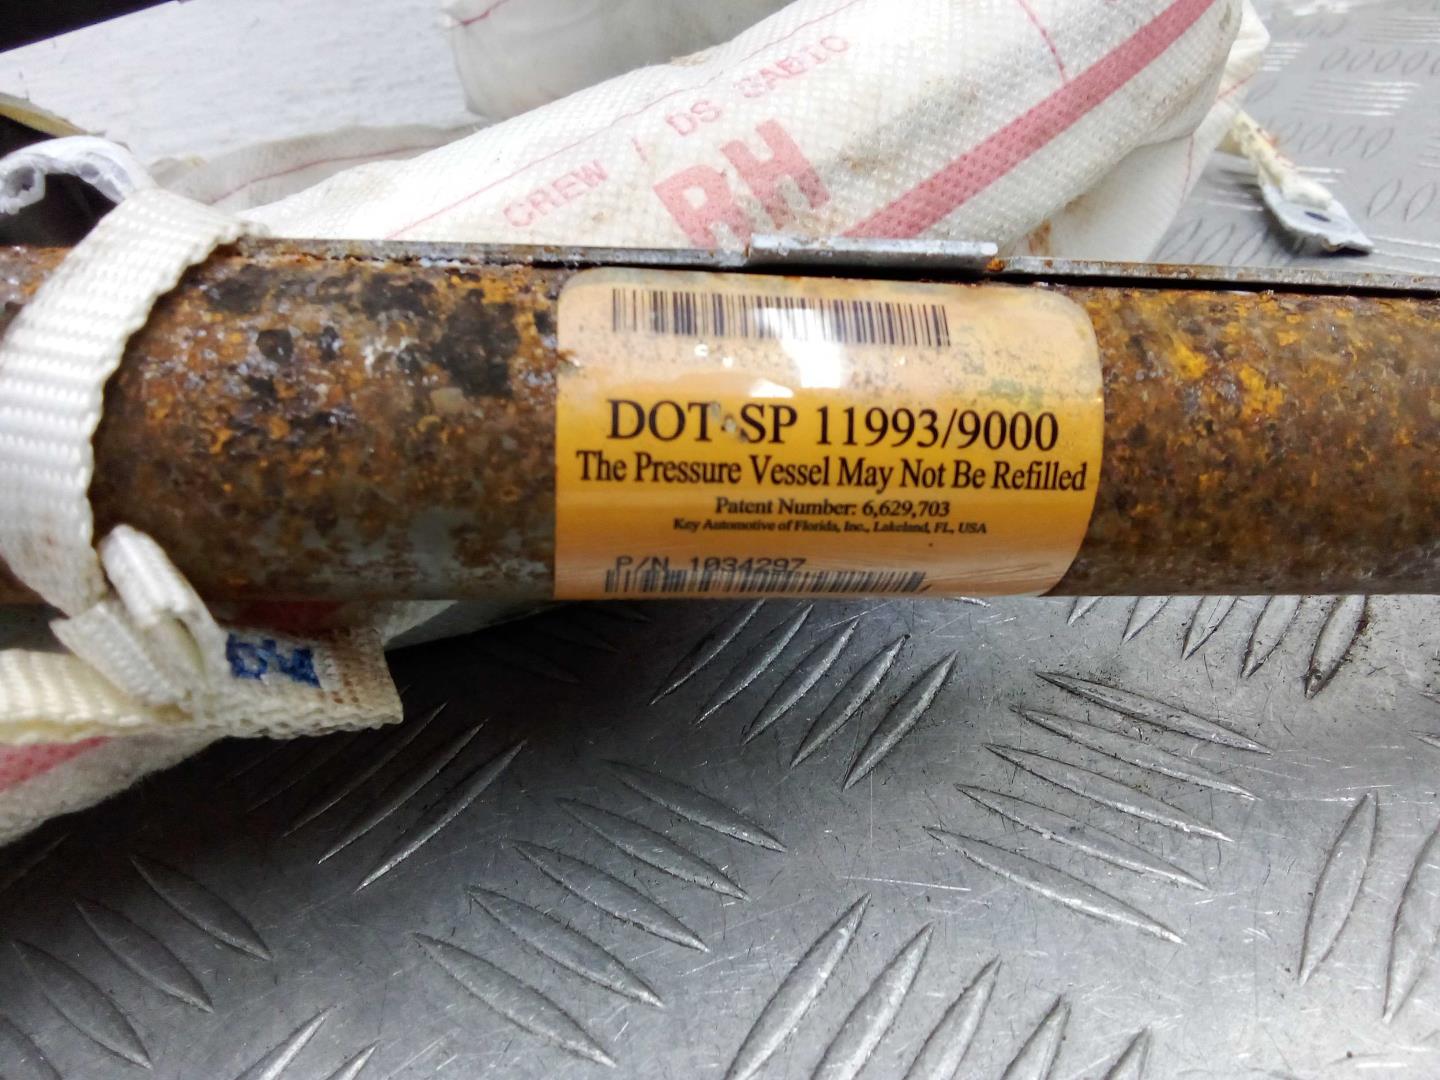 CREW / DS SABIC
RH
DOT-SP 11993/9000
The Pressure Vessel May Not Be Refilled
Patent Number: 6,629,703
Key Automotive of Florida, Inc., Lakeland, FL, USA
P/N 1034297